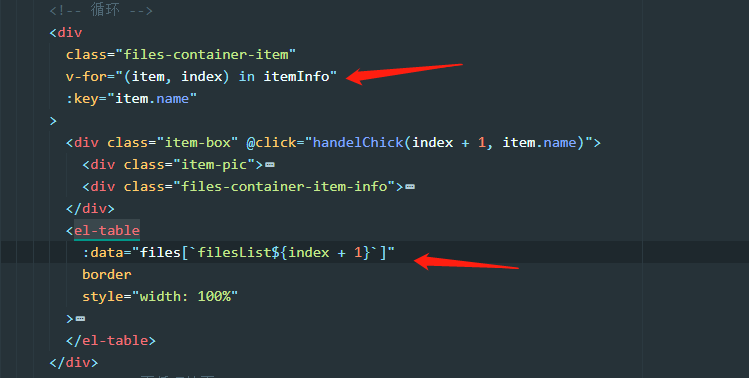 <!-- 循环 -->
<div
class="files-container-item"
v-for="(item, index) in itemInfo"
:key="item.name"
>
<div class="item-box" @click="handelChick(index + 1, item.name)">
<div class="item-pic">
<div class="files-container-item-info">
</div>
<el-table
:data="files[`filesList${index + 1}`]"
border
style="width: 100%"
>
</el-table>
</div>